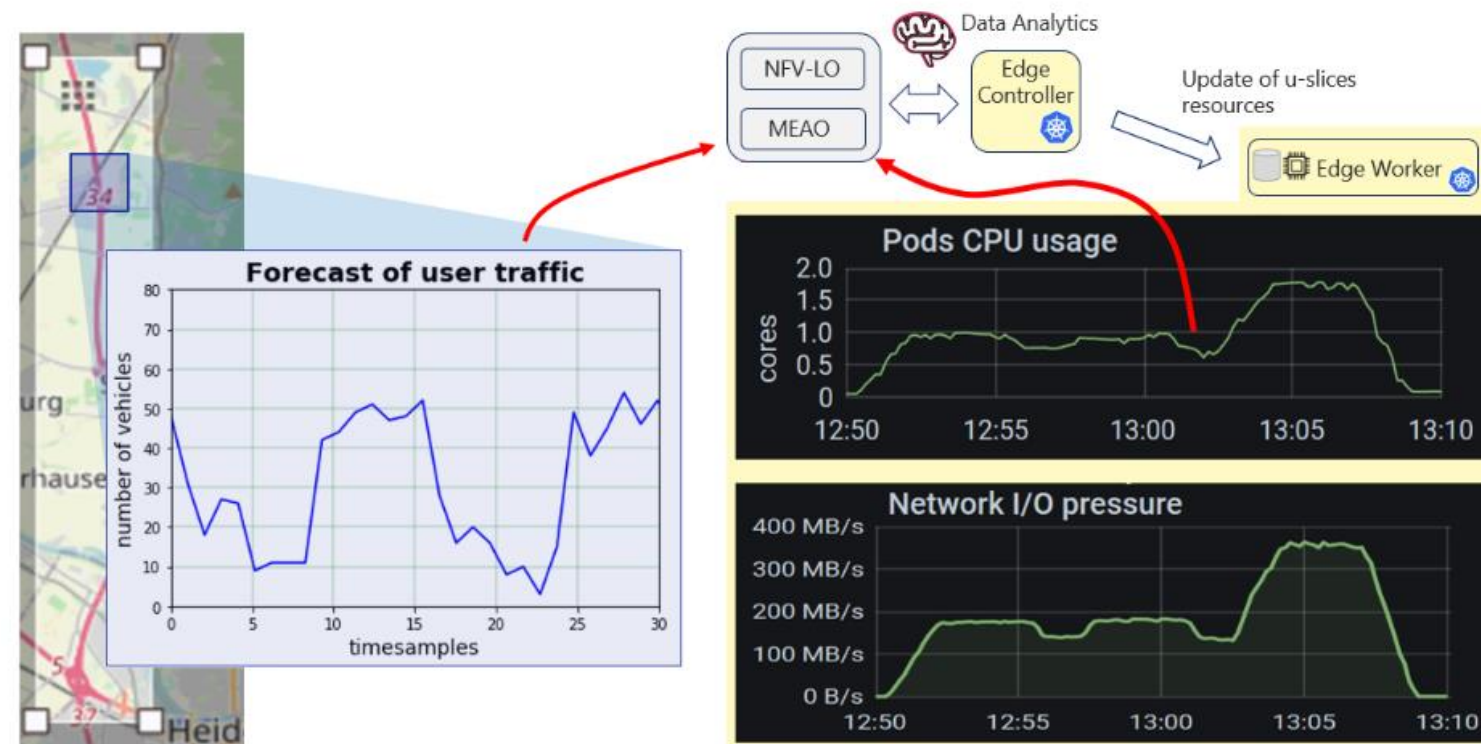 34
urg
rhause
5
37
Heid
Forecast of user traffic
number of vehicles
80
70
60
50
40
30
20
10
0
0 5 10 15 20 25 30
timesamples
NFV-LO
MEAO
Data Analytics
Edge
Controller
Update of u-slices
resources
Edge Worker
Pods CPU usage
cores
2.0
1.5
1.0
0.5
0
12:50 12:55 13:00 13:05 13:10
Network I/O pressure
400 MB/s
300 MB/s
200 MB/s
100 MB/s
0 B/s
12:50 12:55 13:00 13:05 13:10